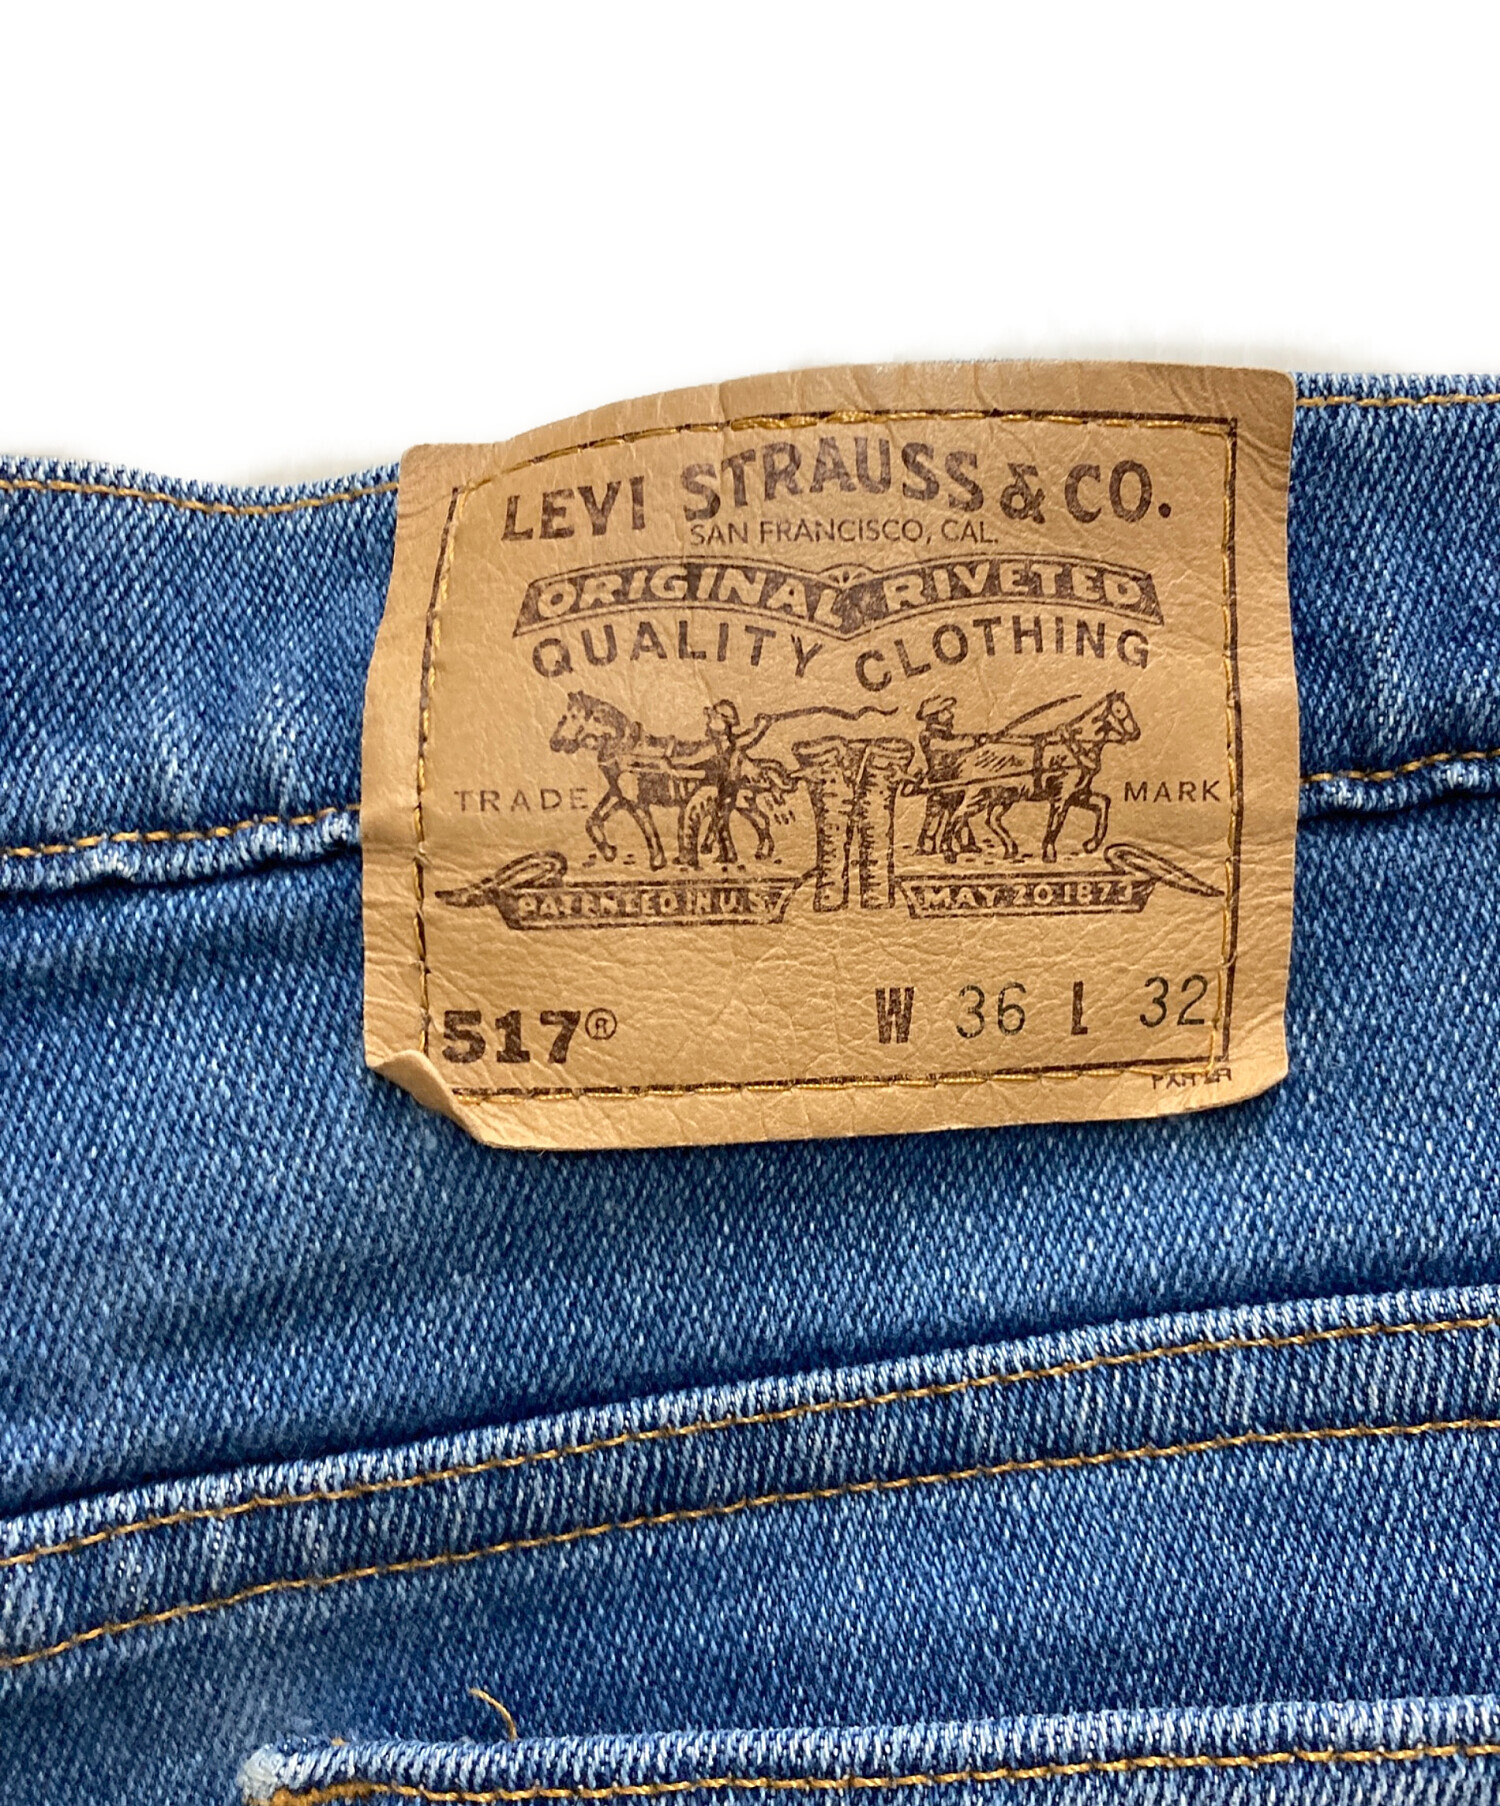 LEVI STRAUSS & CO.
SAN FRANCISCO, CAL.
ORIGINAL RIVETED
QUALITY CLOTHING
TRADE MARK
PATENTED IN U.S. MAY 20 1873
517® W 36 L 32